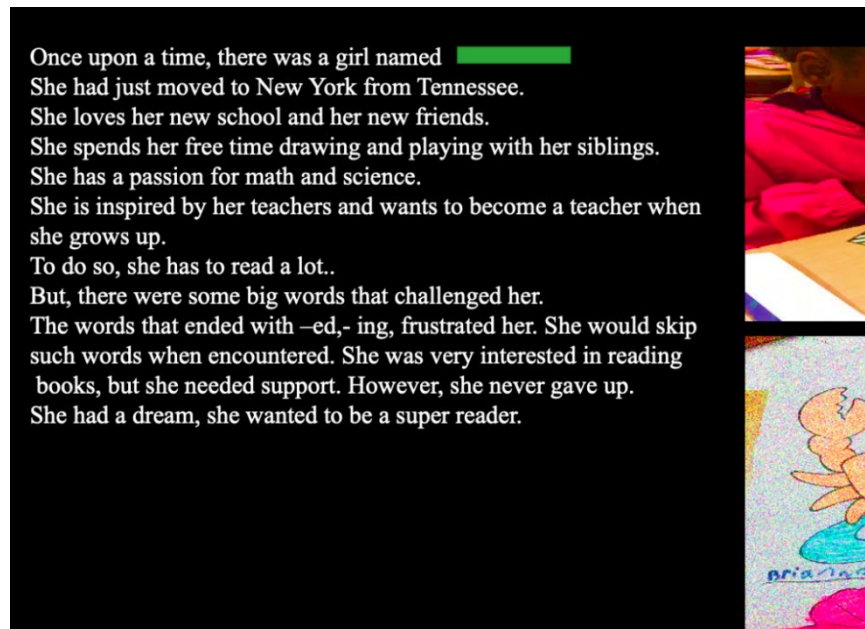 Once upon a time, there was a girl named
She had just moved to New York from Tennessee.
She loves her new school and her new friends.
She spends her free time drawing and playing with her siblings.
She has a passion for math and science.
She is inspired by her teachers and wants to become a teacher when
she grows up.
To do so, she has to read a lot..
But, there were some big words that challenged her.
The words that ended with –ed,- ing, frustrated her. She would skip
such words when encountered. She was very interested in reading
books, but she needed support. However, she never gave up.
She had a dream, she wanted to be a super reader.